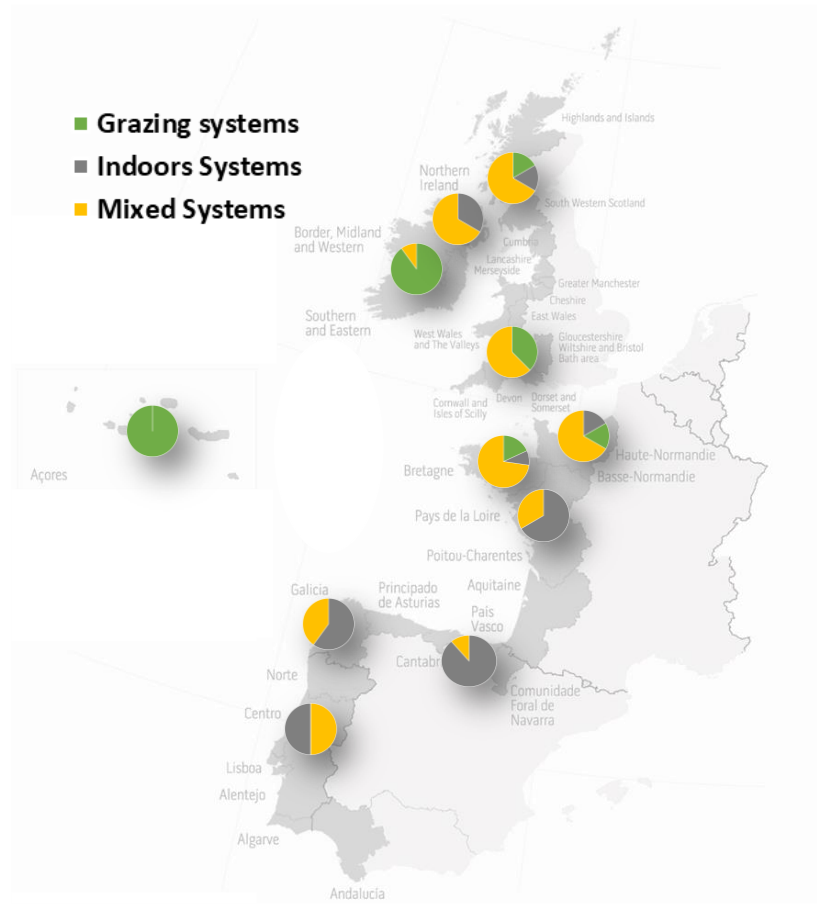 Grazing systems
Indoors Systems
Mixed Systems
Highlands and Islands
Northern
Ireland
South Western Scotland
Border, Midland
and Western
Cumbria
Lancashire
Merseyside
Greater Manchester
Cheshire
East Wales
Southern
and Eastern
West Wales
and The Valleys
Gloucestershire
Wiltshire and Bristol
Bath area
Cornwall and
Isles of Scilly
Devon
Dorset and
Somerset
Açores
Bretagne
Haute-Normandie
Basse-Normandie
Pays de la Loire
Poitou-Charentes
Aquitaine
Galicia
Principado
de Asturias
País
Vasco
Cantabr
Norte
Comunidade
Foral de
Navarra
Centro
Lisboa
Alentejo
Algarve
Andalucía